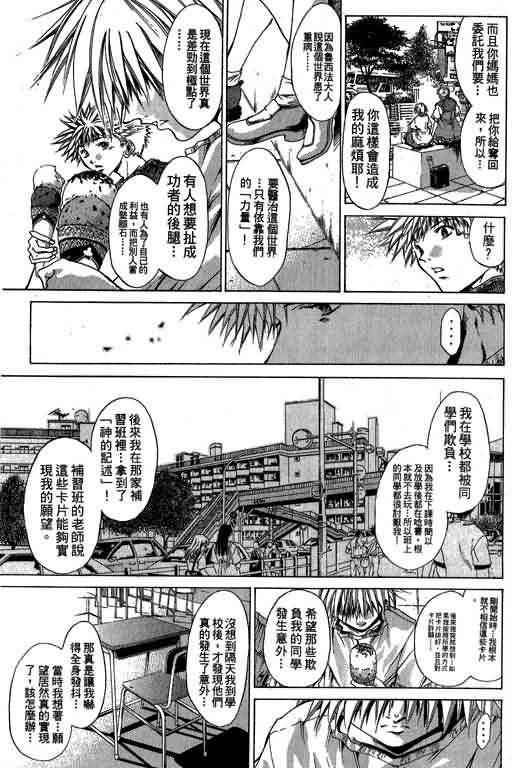 而且你媽媽也
委託我們要…
把你給奪回
來，所以…
你這樣會造成
我的麻煩耶！
什麼？
因為魯西法大人
說這個世界患了
重病…
要醫治這個世界
…只有依靠我們
的「力量」！
現在這個世界真
是差勁到極點了
有人想要扯成
功者的後腿…
也有人為了自己的
利益，而把別人當
成墊腳石…
…
我在學校都被同
學們欺負…
因為我在下課時間以
及放學後都在唸書，根
本就不去玩…所以班上
的同學都很討厭我！
後來我在那家補
習班裡…拿到了
「神的記述」！
補習班的老師說
這些卡片能夠實
現我的願望。
剛開始時…我根本
不相信這些卡片
…
希望那些欺
負我的同學
發生意外
沒想到隔天我到學
校後，才發現他們
真的發生了意外…
那真是讓我嚇
得全身發抖…
當時我想著…願
望居然真的實現
了，該怎麼辦…
…